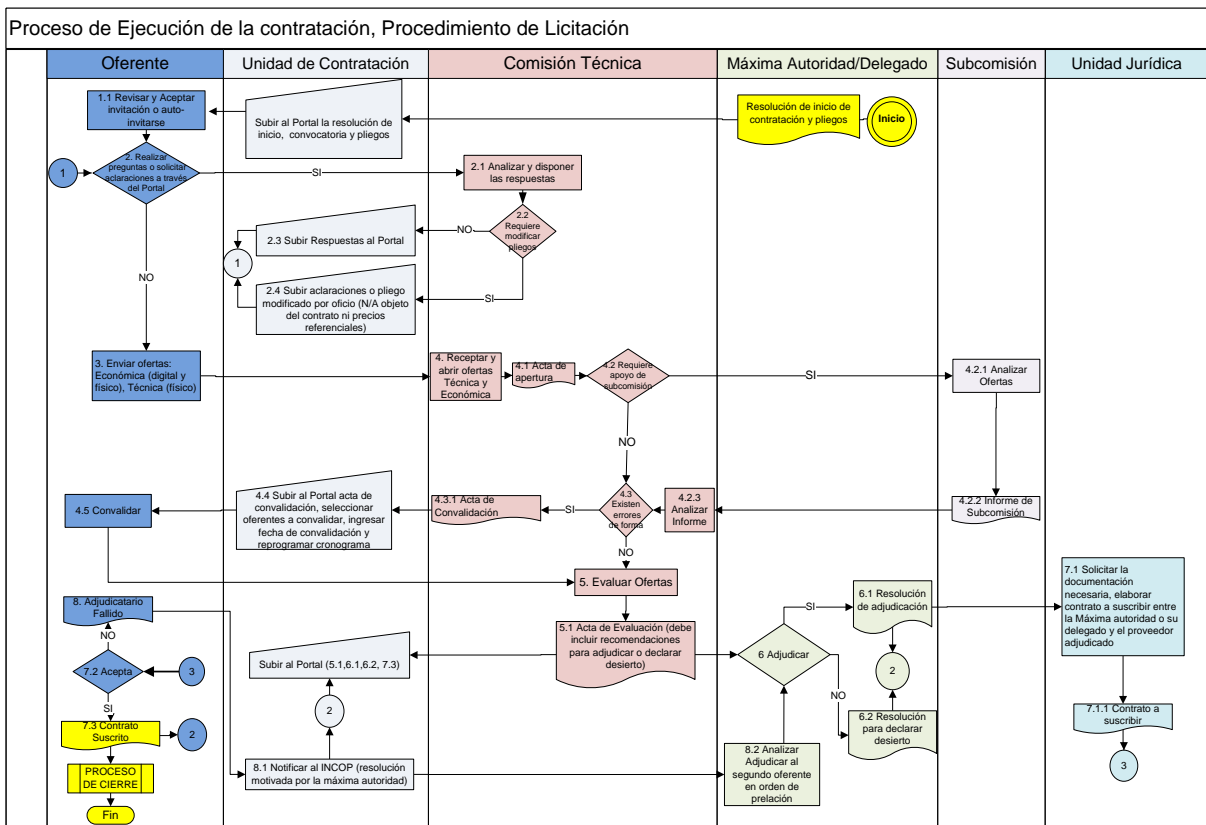 Proceso de Ejecución de la contratación, Procedimiento de Licitación
Oferente
Unidad de Contratación
Comisión Técnica
Máxima Autoridad/Delegado
Subcomisión
Unidad Jurídica
1.1 Revisar y Aceptar
invitación o auto-
invitarse
Subir al Portal la resolución de
inicio, convocatoria y pliegos
Resolución de inicio de
contratación y pliegos
Inicio
1
2. Realizar
preguntas o solicitar
aclaraciones a través
del Portal
SI
2.1 Analizar y disponer
las respuestas
2.2
Requiere
modificar
pliegos
NO
2.3 Subir Respuestas al Portal
1
NO
SI
2.4 Subir aclaraciones o pliego
modificado por oficio (N/A objeto
del contrato ni precios
referenciales)
3. Enviar ofertas:
Económica (digital y
físico), Técnica (físico)
4. Receptar y
abrir ofertas
Técnica y
Económica
4.1 Acta de
apertura
4.2 Requiere
apoyo de
subcomisión
SI
4.2.1 Analizar
Ofertas
NO
4.5 Convalidar
4.4 Subir al Portal acta de
convalidación, seleccionar
oferentes a convalidar, ingresar
fecha de convalidación y
reprogramar cronograma
4.3.1 Acta de
Convalidación
SI
4.3
Existen
errores
de forma
4.2.3
Analizar
Informe
4.2.2 Informe de
Subcomisión
NO
5. Evaluar Ofertas
8. Adjudicatario
Fallido
NO
7.2 Acepta
3
SI
7.3 Contrato
Suscrito
2
PROCESO
DE CIERRE
Fin
Subir al Portal (5.1,6.1,6.2, 7.3)
2
8.1 Notificar al INCOP (resolución
motivada por la máxima autoridad)
5.1 Acta de Evaluación (debe
incluir recomendaciones
para adjudicar o declarar
desierto)
6 Adjudicar
SI
6.1 Resolución
de adjudicación
2
NO
6.2 Resolución
para declarar
desierto
8.2 Analizar
Adjudicar al
segundo oferente
en orden de
prelación
7.1 Solicitar la
documentación
necesaria, elaborar
contrato a suscribir entre
la Máxima autoridad o su
delegado y el proveedor
adjudicado
7.1.1 Contrato a
suscribir
3